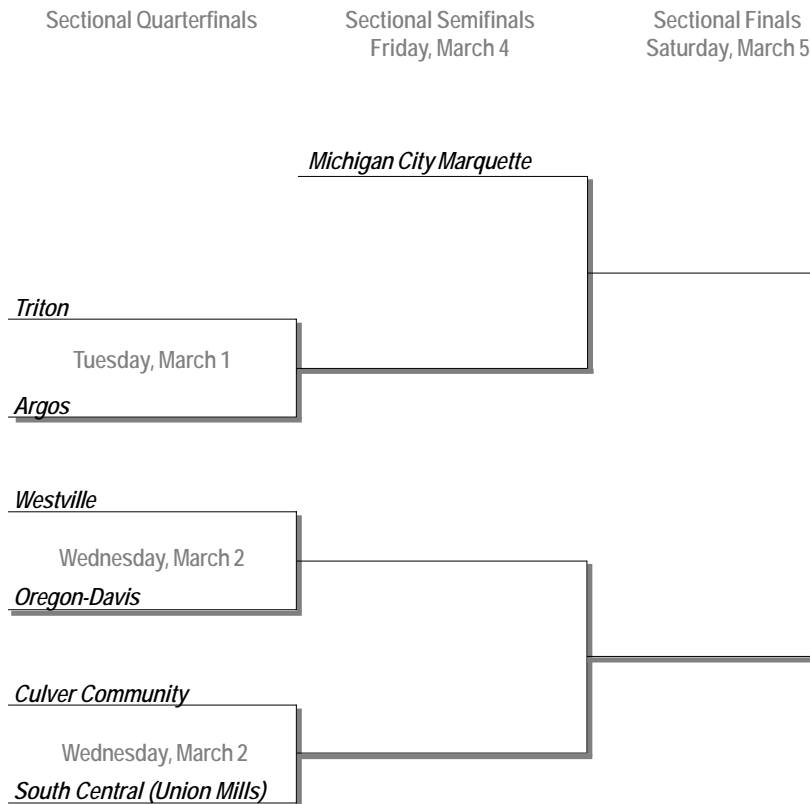 Sectional Quarterfinals
Sectional Semifinals
Friday, March 4
Sectional Finals
Saturday, March 5
Michigan City Marquette
Triton
Tuesday, March 1
Argos
Westville
Wednesday, March 2
Oregon-Davis
Culver Community
Wednesday, March 2
South Central (Union Mills)